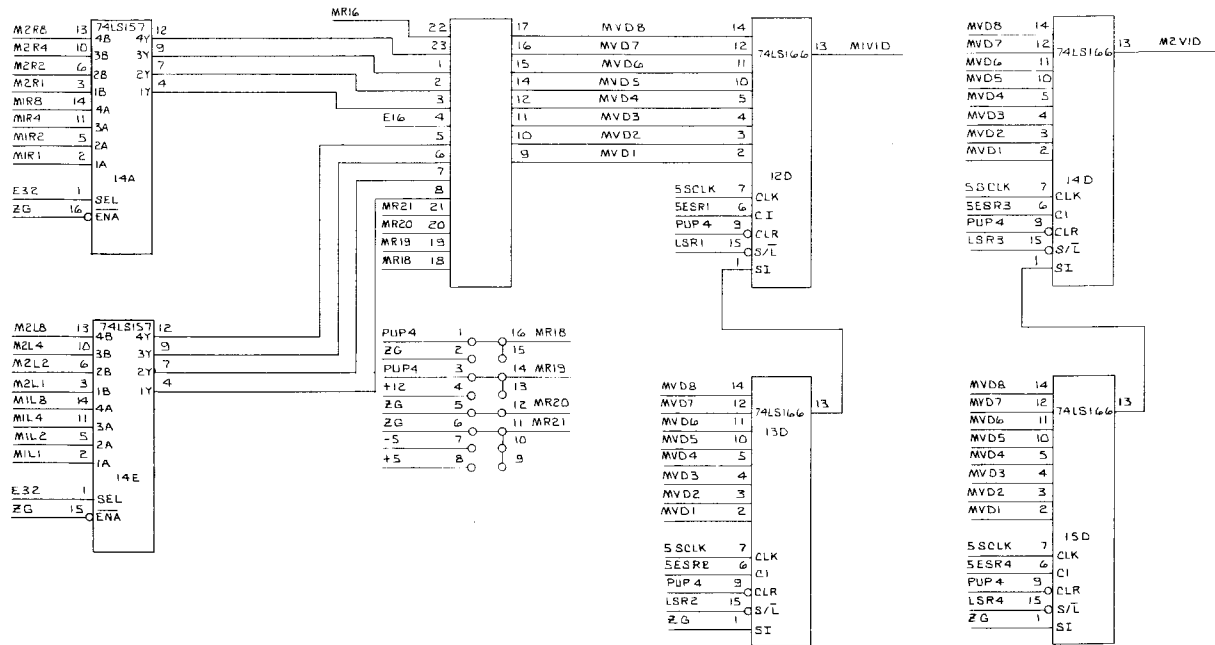 MR16
M2R8 13 74LS157 12
4B 4Y
M2R4 10 9
3B 3Y
M2R2 6 7
2B 2Y
M2R1 3 4
1B 1Y
M1R8 14
4A
M1R4 11
3A
M1R2 5
2A
M1R1 2
1A
14A
E32 1
SEL
ZG 16
ENA
22 17 MVD8 14
23 16 MVD7 12
1 15 MVD6 11
2 14 MVD5 10
3 12 MVD4 5
E16 4 11 MVD3 4
5 10 MVD2 3
6 9 MVD1 2
7
8
MR21 21
MR20 20
MR19 19
MR18 18
74LS166 13 M1V1D
12D
SSCLK 7
CLK
SESR1 6
CI
PUP4 9
CLR
LSR1 15
S/L
1
SI
MVD8 14
MVD7 12
MVD6 11
MVD5 10
MVD4 5
MVD3 4
MVD2 3
MVD1 2
74LS166 13 M2V1D
14D
SSCLK 7
CLK
SESR3 6
CI
PUP4 9
CLR
LSR3 15
S/L
1
SI
M2L8 13 74LS157 12
4B 4Y
M2L4 10 9
3B 3Y
M2L2 6 7
2B 2Y
M2L1 3 4
1B 1Y
M1L8 14
4A
M1L4 11
3A
M1L2 5
2A
M1L1 2
1A
14E
E32 1
SEL
ZG 15
ENA
PUP4 1 16 MR18
ZG 2 15
PUP4 3 14 MR19
+12 4 13
ZG 5 12 MR20
ZG 6 11 MR21
-5 7 10
+5 8 9
MVD8 14
MVD7 12
MVD6 11
MVD5 10
MVD4 5
MVD3 4
MVD2 3
MVD1 2
74LS166 13
13D
SSCLK 7
CLK
SESR2 6
CI
PUP4 9
CLR
LSR2 15
S/L
ZG 1
SI
MVD8 14
MVD7 12
MVD6 11
MVD5 10
MVD4 5
MVD3 4
MVD2 3
MVD1 2
74LS166 13
15D
SSCLK 7
CLK
SESR4 6
CI
PUP4 9
CLR
LSR4 15
S/L
ZG 1
SI